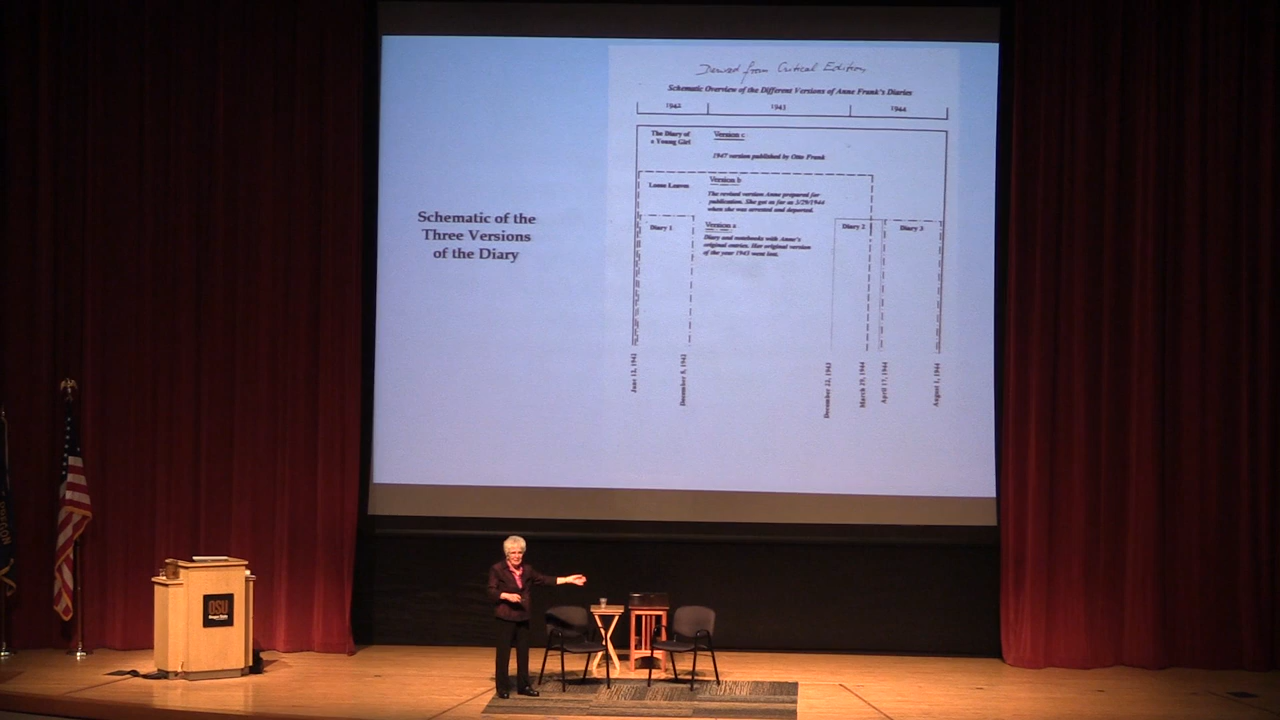 Schematic of the
Three Versions
of the Diary
Derived from Critical Edition
Schematic Overview of the Different Versions of Anne Frank's Diaries
1942 1943 1944
The Diary of
a Young Girl
Version c
1947 version published by Otto Frank
Loose Leaves
Version b
The revised version Anne prepared for
publication. She got as far as 3/29/1944
when she was arrested and deported.
Diary 1
Version a
Diary and notebooks with Anne's
original entries. Her original version
of the year 1943 went lost.
Diary 2
Diary 3
June 12, 1942
December 5, 1942
December 22, 1943
March 29, 1944
April 17, 1944
August 1, 1944
OREGON
OSU
Oregon State